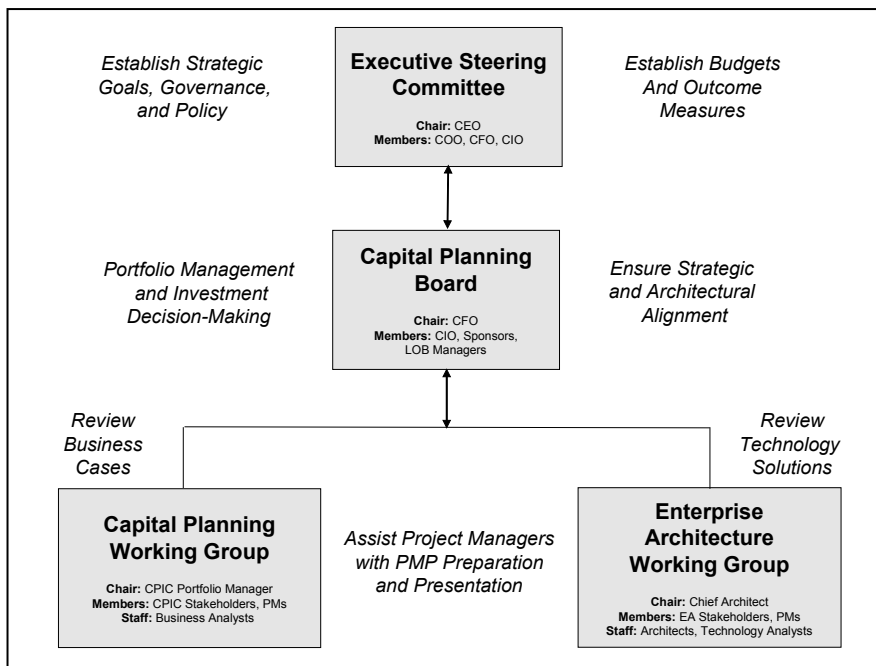 Establish Strategic
Goals, Governance,
and Policy
Executive Steering
Committee
Chair: CEO
Members: COO, CFO, CIO
Establish Budgets
And Outcome
Measures
Portfolio Management
and Investment
Decision-Making
Capital Planning
Board
Chair: CFO
Members: CIO, Sponsors,
LOB Managers
Ensure Strategic
and Architectural
Alignment
Review
Business
Cases
Review
Technology
Solutions
Capital Planning
Working Group
Chair: CPIC Portfolio Manager
Members: CPIC Stakeholders, PMs
Staff: Business Analysts
Assist Project Managers
with PMP Preparation
and Presentation
Enterprise
Architecture
Working Group
Chair: Chief Architect
Members: EA Stakeholders, PMs
Staff: Architects, Technology Analysts